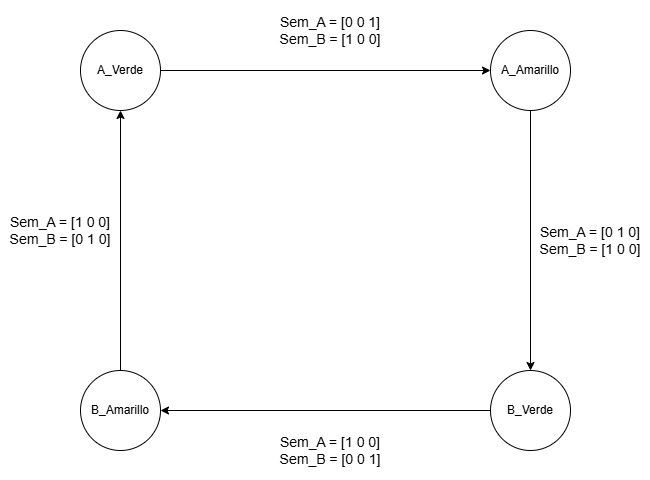 Sem_A = [0 0 1]
Sem_B = [1 0 0]
A_Verde
A_Amarillo
Sem_A = [1 0 0]
Sem_B = [0 1 0]
Sem_A = [0 1 0]
Sem_B = [1 0 0]
B_Amarillo
B_Verde
Sem_A = [1 0 0]
Sem_B = [0 0 1]